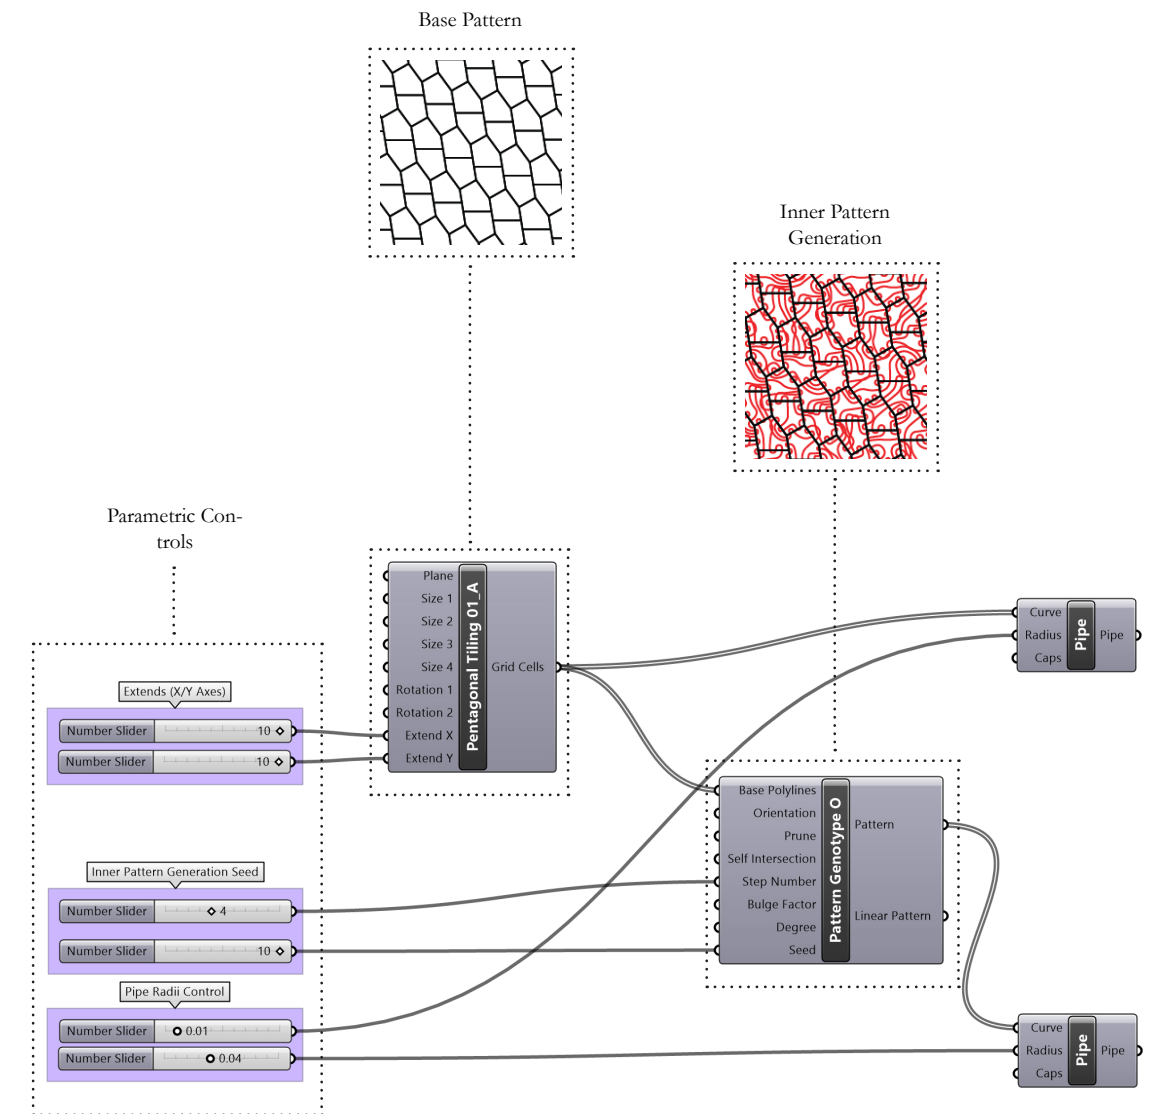 Base Pattern
Inner Pattern
Generation
Parametric Con-
trols
Extends (X/Y Axes)
Number Slider 10
Number Slider 10
Plane
Size 1
Size 2
Size 3
Size 4
Rotation 1
Rotation 2
Extend X
Extend Y
Pentagonal Tiling 01_A
Grid Cells
Inner Pattern Generation Seed
Number Slider 4
Number Slider 10
Pipe Radii Control
Number Slider 0.01
Number Slider 0.04
Base Polylines
Orientation
Prune
Self Intersection
Step Number
Bulge Factor
Degree
Seed
Pattern Genotype O
Pattern
Linear Pattern
Curve
Radius
Caps
Pipe
Pipe
Curve
Radius
Caps
Pipe
Pipe